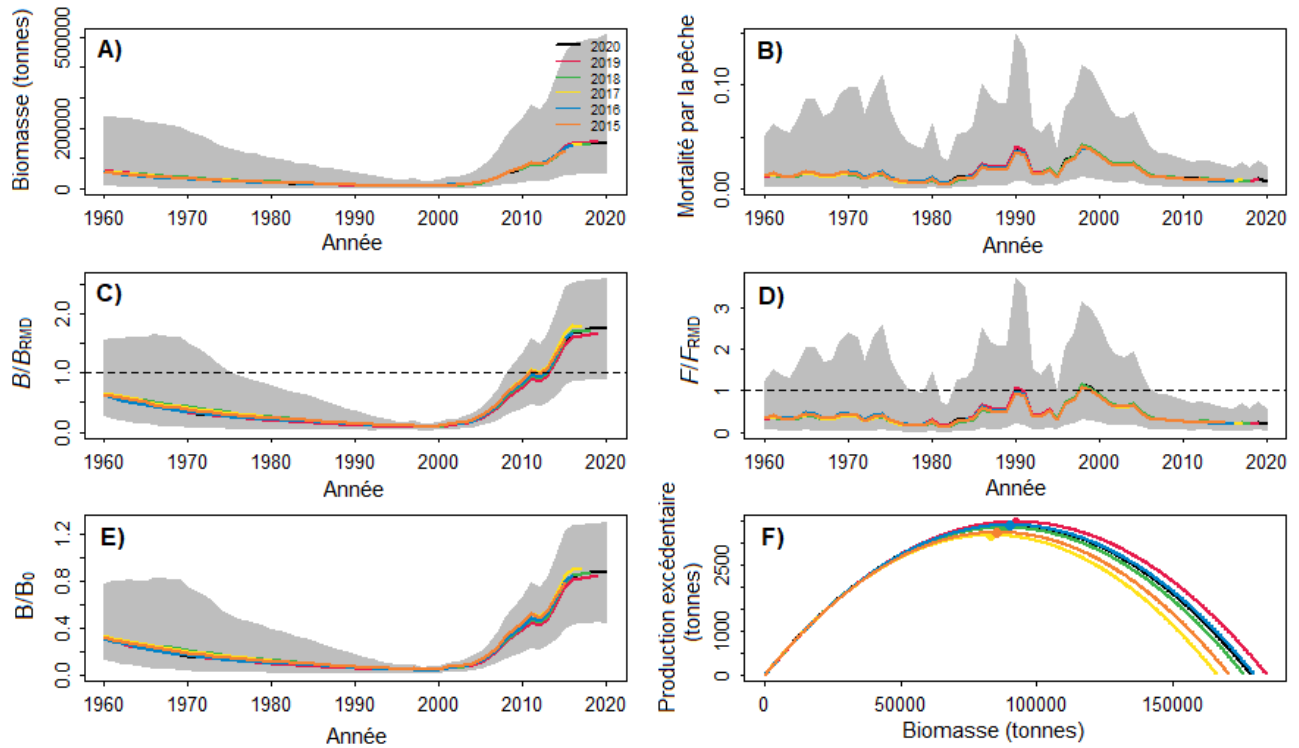 A)
Biomasse (tonnes)
0 200000 500000
2020
2019
2018
2017
2016
2015
1960 1970 1980 1990 2000 2010 2020
Année
B)
Mortalité par la pêche
0.00 0.10
1960 1970 1980 1990 2000 2010 2020
Année
C)
B/BRMD
0.0 1.0 2.0
1960 1970 1980 1990 2000 2010 2020
Année
D)
F/FRMD
0 1 2 3
1960 1970 1980 1990 2000 2010 2020
Année
E)
B/B0
0.0 0.4 0.8 1.2
1960 1970 1980 1990 2000 2010 2020
Année
F)
Production excédentaire
(tonnes)
0 1000 2500
0 50000 100000 150000
Biomasse (tonnes)